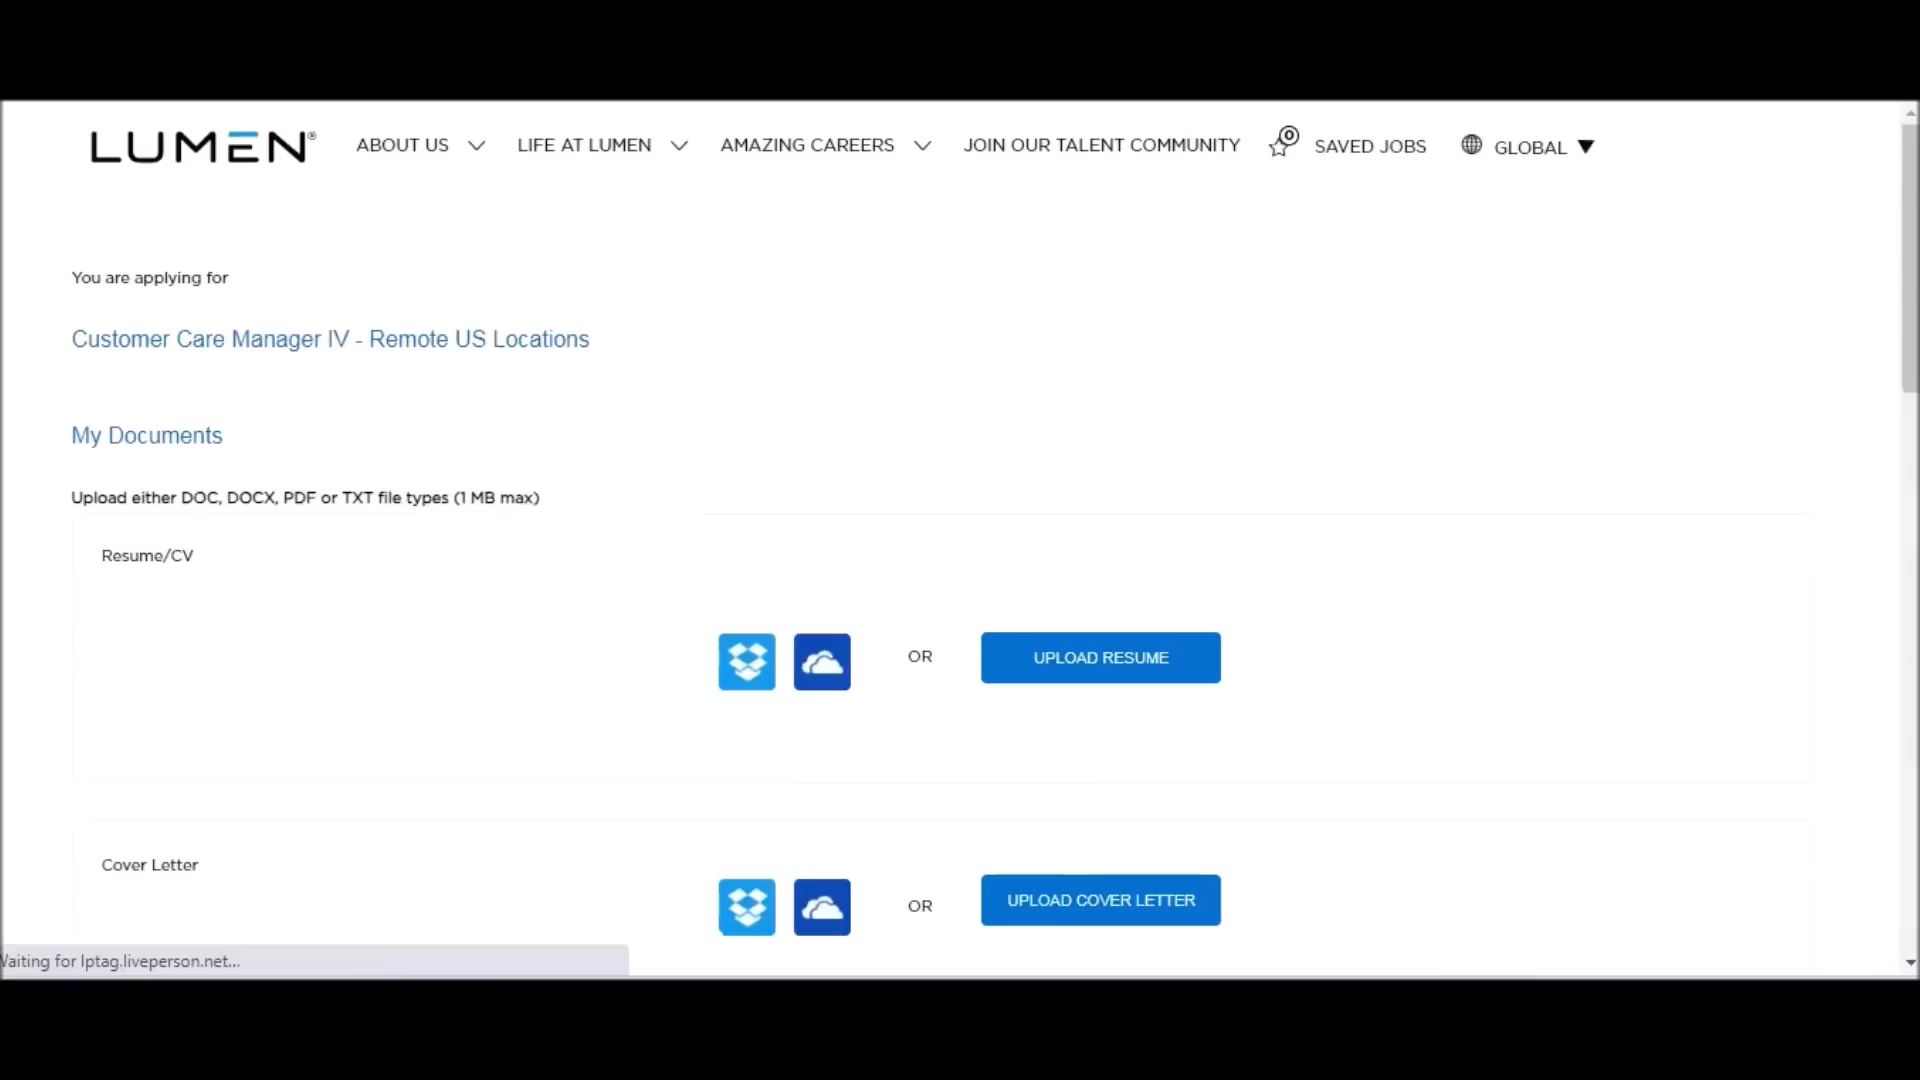 LUMEN®
ABOUT US
LIFE AT LUMEN
AMAZING CAREERS
JOIN OUR TALENT COMMUNITY
0
SAVED JOBS
GLOBAL
You are applying for
Customer Care Manager IV - Remote US Locations
My Documents
Upload either DOC, DOCX, PDF or TXT file types (1 MB max)
Resume/CV
OR
UPLOAD RESUME
Cover Letter
OR
UPLOAD COVER LETTER
Waiting for lptag.liveperson.net...